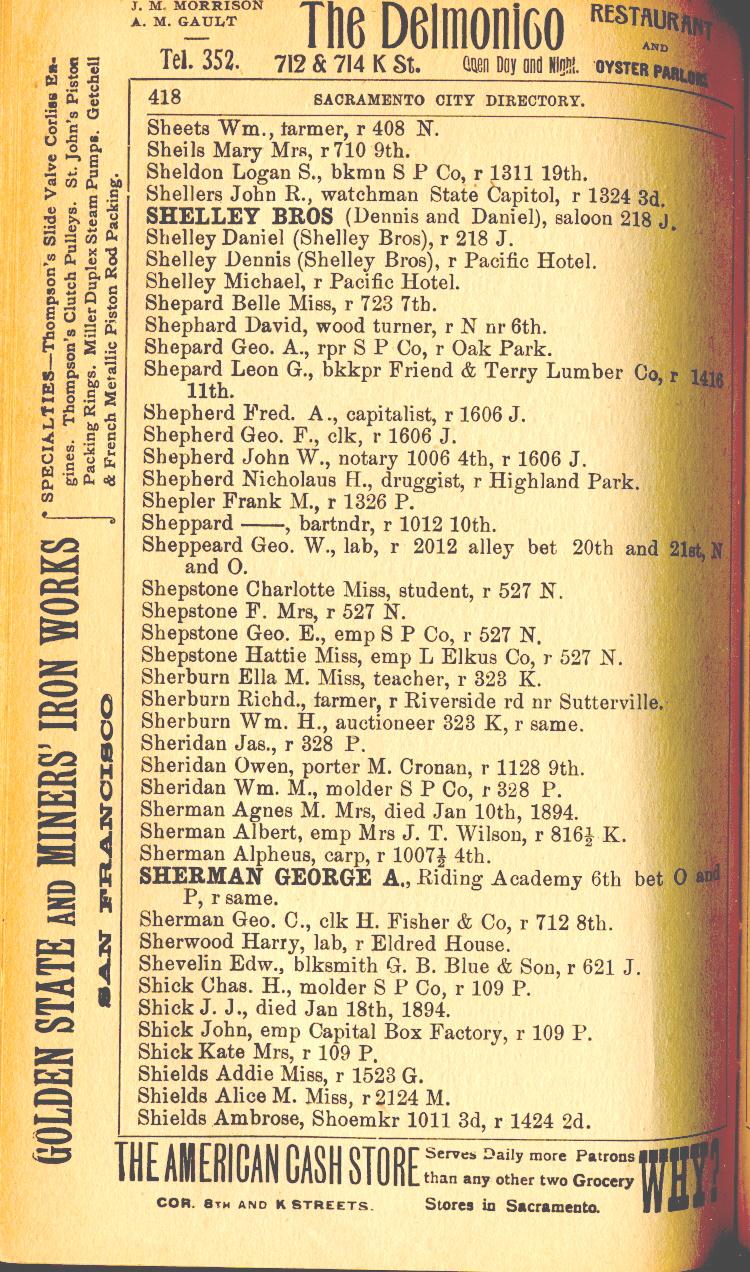 J. M. MORRISON
A. M. GAULT
Tel. 352.
The Delmonico
712 & 714 K St. Open Day and Night.
RESTAURANT
AND
OYSTER PARLORS
418 SACRAMENTO CITY DIRECTORY.
Sheets Wm., farmer, r 408 N.
Sheils Mary Mrs, r 710 9th.
Sheldon Logan S., bkmn S P Co, r 1311 19th.
Shellers John R., watchman State Capitol, r 1324 3d.
SHELLEY BROS (Dennis and Daniel), saloon 218 J.
Shelley Daniel (Shelley Bros), r 218 J.
Shelley Dennis (Shelley Bros), r Pacific Hotel.
Shelley Michael, r Pacific Hotel.
Shepard Belle Miss, r 723 7th.
Shephard David, wood turner, r N nr 6th.
Shepard Geo. A., rpr S P Co, r Oak Park.
Shepard Leon G., bkkpr Friend & Terry Lumber Co, r 1416
11th.
Shepherd Fred. A., capitalist, r 1606 J.
Shepherd Geo. F., clk, r 1606 J.
Shepherd John W., notary 1006 4th, r 1606 J.
Shepherd Nicholaus H., druggist, r Highland Park.
Shepler Frank M., r 1326 P.
Sheppard ——, bartndr, r 1012 10th.
Sheppeard Geo. W., lab, r 2012 alley bet 20th and 21st, N
and O.
Shepstone Charlotte Miss, student, r 527 N.
Shepstone F. Mrs, r 527 N.
Shepstone Geo. E., emp S P Co, r 527 N.
Shepstone Hattie Miss, emp L Elkus Co, r 527 N.
Sherburn Ella M. Miss, teacher, r 323 K.
Sherburn Richd., farmer, r Riverside rd nr Sutterville.
Sherburn Wm. H., auctioneer 323 K, r same.
Sheridan Jas., r 328 P.
Sheridan Owen, porter M. Cronan, r 1128 9th.
Sheridan Wm. M., molder S P Co, r 328 P.
Sherman Agnes M. Mrs, died Jan 10th, 1894.
Sherman Albert, emp Mrs J. T. Wilson, r 816½ K.
Sherman Alpheus, carp, r 1007½ 4th.
SHERMAN GEORGE A., Riding Academy 6th bet O and
P, r same.
Sherman Geo. C., clk H. Fisher & Co, r 712 8th.
Sherwood Harry, lab, r Eldred House.
Shevelin Edw., blksmith G. B. Blue & Son, r 621 J.
Shick Chas. H., molder S P Co, r 109 P.
Shick J. J., died Jan 18th, 1894.
Shick John, emp Capital Box Factory, r 109 P.
Shick Kate Mrs, r 109 P.
Shields Addie Miss, r 1523 G.
Shields Alice M. Miss, r 2124 M.
Shields Ambrose, Shoemkr 1011 3d, r 1424 2d.
GOLDEN STATE AND MINERS' IRON WORKS
SAN FRANCISCO
SPECIALTIES—Thompson's Slide Valve Corliss En-
gines. Thompson's Clutch Pulleys. St. John's Piston
Packing Rings. Miller Duplex Steam Pumps. Getchell
& French Metallic Piston Rod Packing.
THE AMERICAN CASH STORE
COR. 8TH AND K STREETS.
Serves Daily more Patrons
than any other two Grocery
Stores in Sacramento.
WHY?